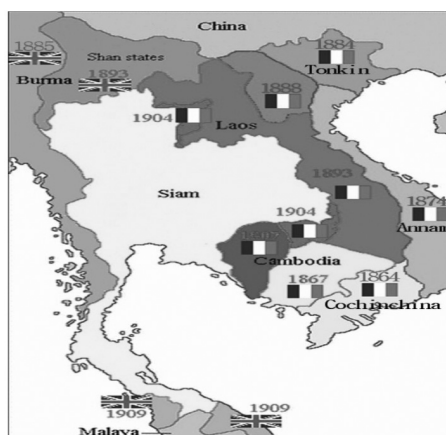 China
1885
Shan states
1884
Tonkin
Burma
1893
1888
1904
Laos
Siam
1893
1904
1874
Annam
Cambodia
1867
1864
Cochinchina
1909
1909
Malaya